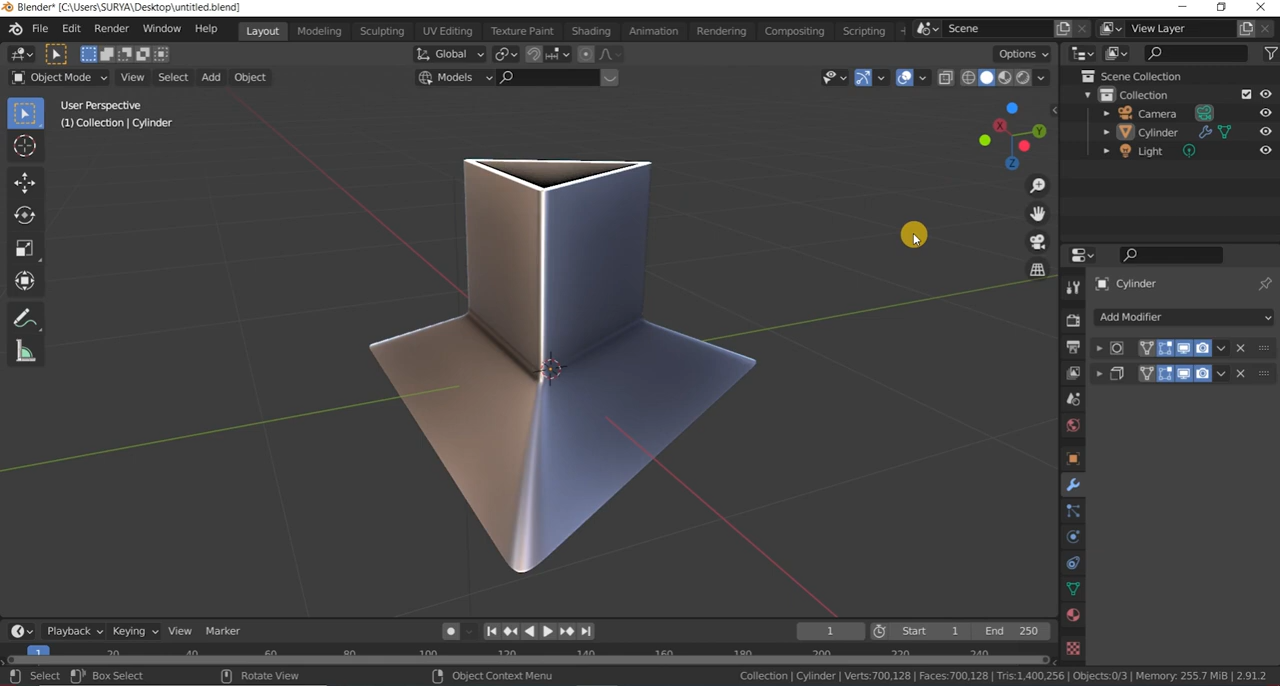 Blender* [C:\Users\SURYA\Desktop\untitled.blend]
File Edit Render Window Help Layout Modeling Sculpting UV Editing Texture Paint Shading Animation Compositing Scripting Scene View Layer
Global Options
Object Mode View Select Add Object Models
User Perspective
(1) Collection | Cylinder
X Y Z
Scene Collection
Collection
Camera
Cylinder
Light
Cylinder
Add Modifier
Playback Keying View Marker 1 Start 1 End 250
1 20 40 60 80 100 120 140 160 180 200 220 240
Select Box Select Rotate View Object Context Menu Collection | Cylinder | Verts:700,128 | Faces:700,128 | Tris:1,400,256 | Objects:0/3 | Memory: 255.7 MiB | 2.91.2